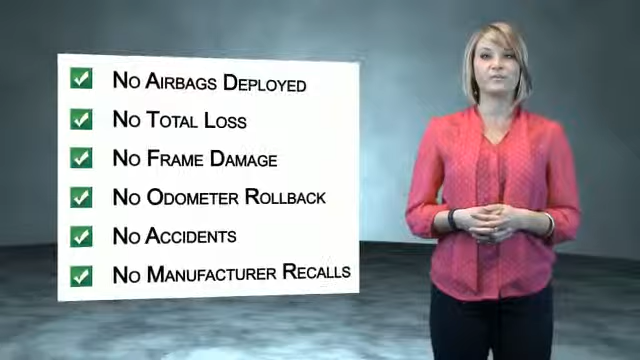 No Airbags Deployed
No Total Loss
No Frame Damage
No Odometer Rollback
No Accidents
No Manufacturer Recalls